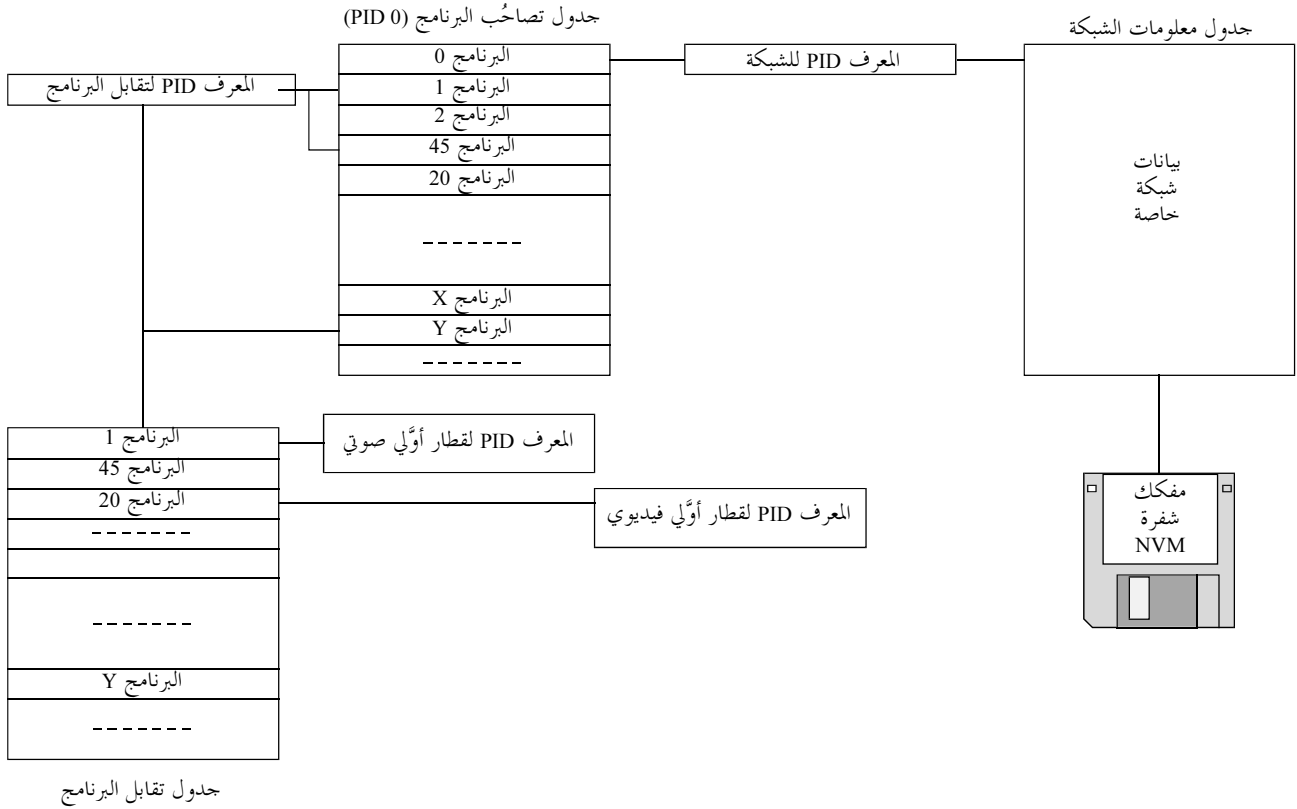 جدول تصاحُب البرنامج (PID 0)
جدول معلومات الشبكة
البرنامج 0
المعرف PID للشبكة
المعرف PID لتقابل البرنامج
البرنامج 1
البرنامج 2
البرنامج 45
البرنامج 20
-------
البرنامج X
البرنامج Y
-------
بيانات
شبكة
خاصة
البرنامج 1
المعرف PID لقطار أوَّلي صوتي
البرنامج 45
البرنامج 20
المعرف PID لقطار أوَّلي فيديوي
-------
-------
البرنامج Y
-------
مفكك
شفرة
NVM
جدول تقابل البرنامج